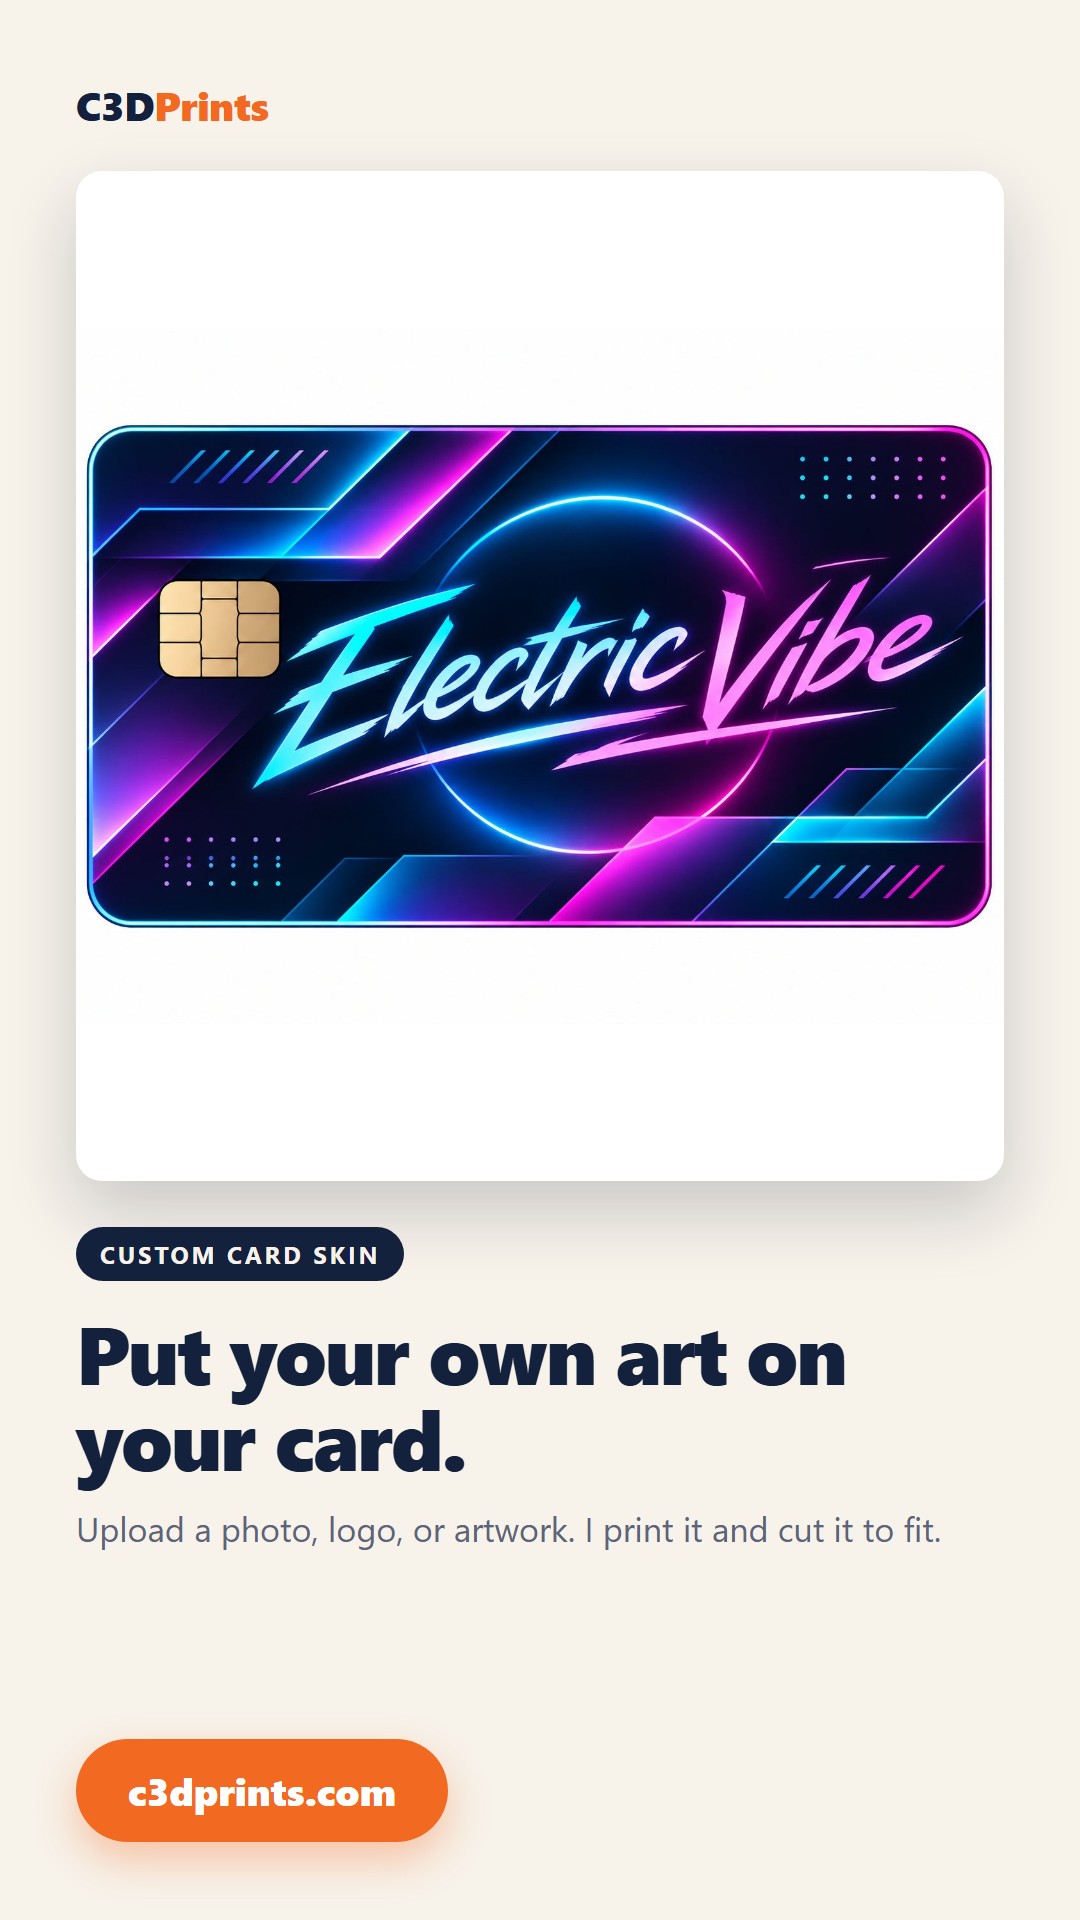 C3DPrints
Electric Vibe
CUSTOM CARD SKIN
Put your own art on
your card.
Upload a photo, logo, or artwork. I print it and cut it to fit.
c3dprints.com